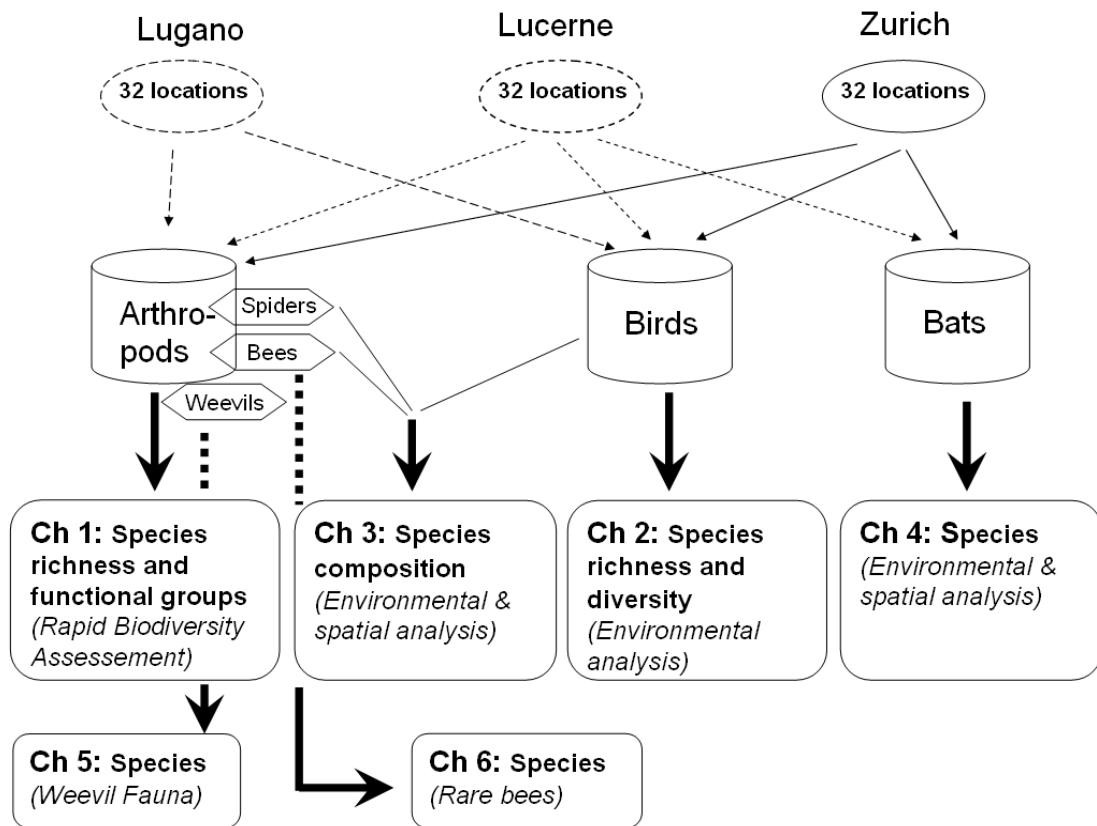 Lugano
Lucerne
Zurich
32 locations
32 locations
32 locations
Arthro-
pods
Spiders
Bees
Weevils
Birds
Bats
Ch 1: Species
richness and
functional groups
(Rapid Biodiversity
Assessement)
Ch 3: Species
composition
(Environmental &
spatial analysis)
Ch 2: Species
richness and
diversity
(Environmental
analysis)
Ch 4: Species
(Environmental &
spatial analysis)
Ch 5: Species
(Weevil Fauna)
Ch 6: Species
(Rare bees)